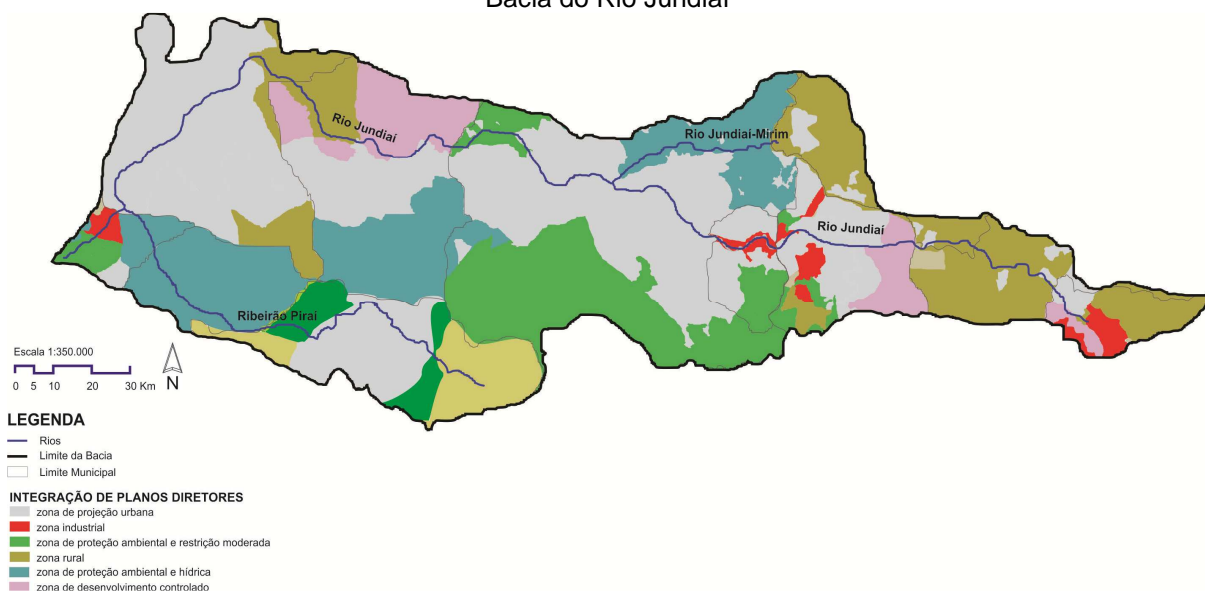 Bacia do Rio Jundiaí
Rio Jundiaí
Rio Jundiaí-Mirim
Rio Jundiaí
Ribeirão Piraí
Escala 1:350.000
0 5 10 20 30 Km
N
LEGENDA
Rios
Limite da Bacia
Limite Municipal
INTEGRAÇÃO DE PLANOS DIRETORES
zona de projeção urbana
zona industrial
zona de proteção ambiental e restrição moderada
zona rural
zona de proteção ambiental e hídrica
zona de desenvolvimento controlado